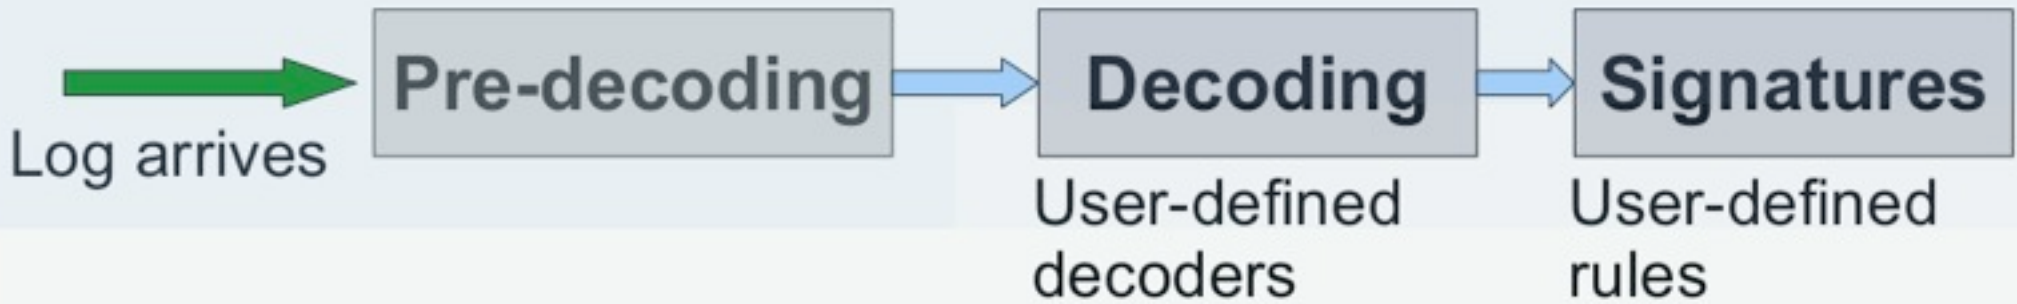 Pre-decoding
Decoding
Signatures
Log arrives
User-defined
decoders
User-defined
rules